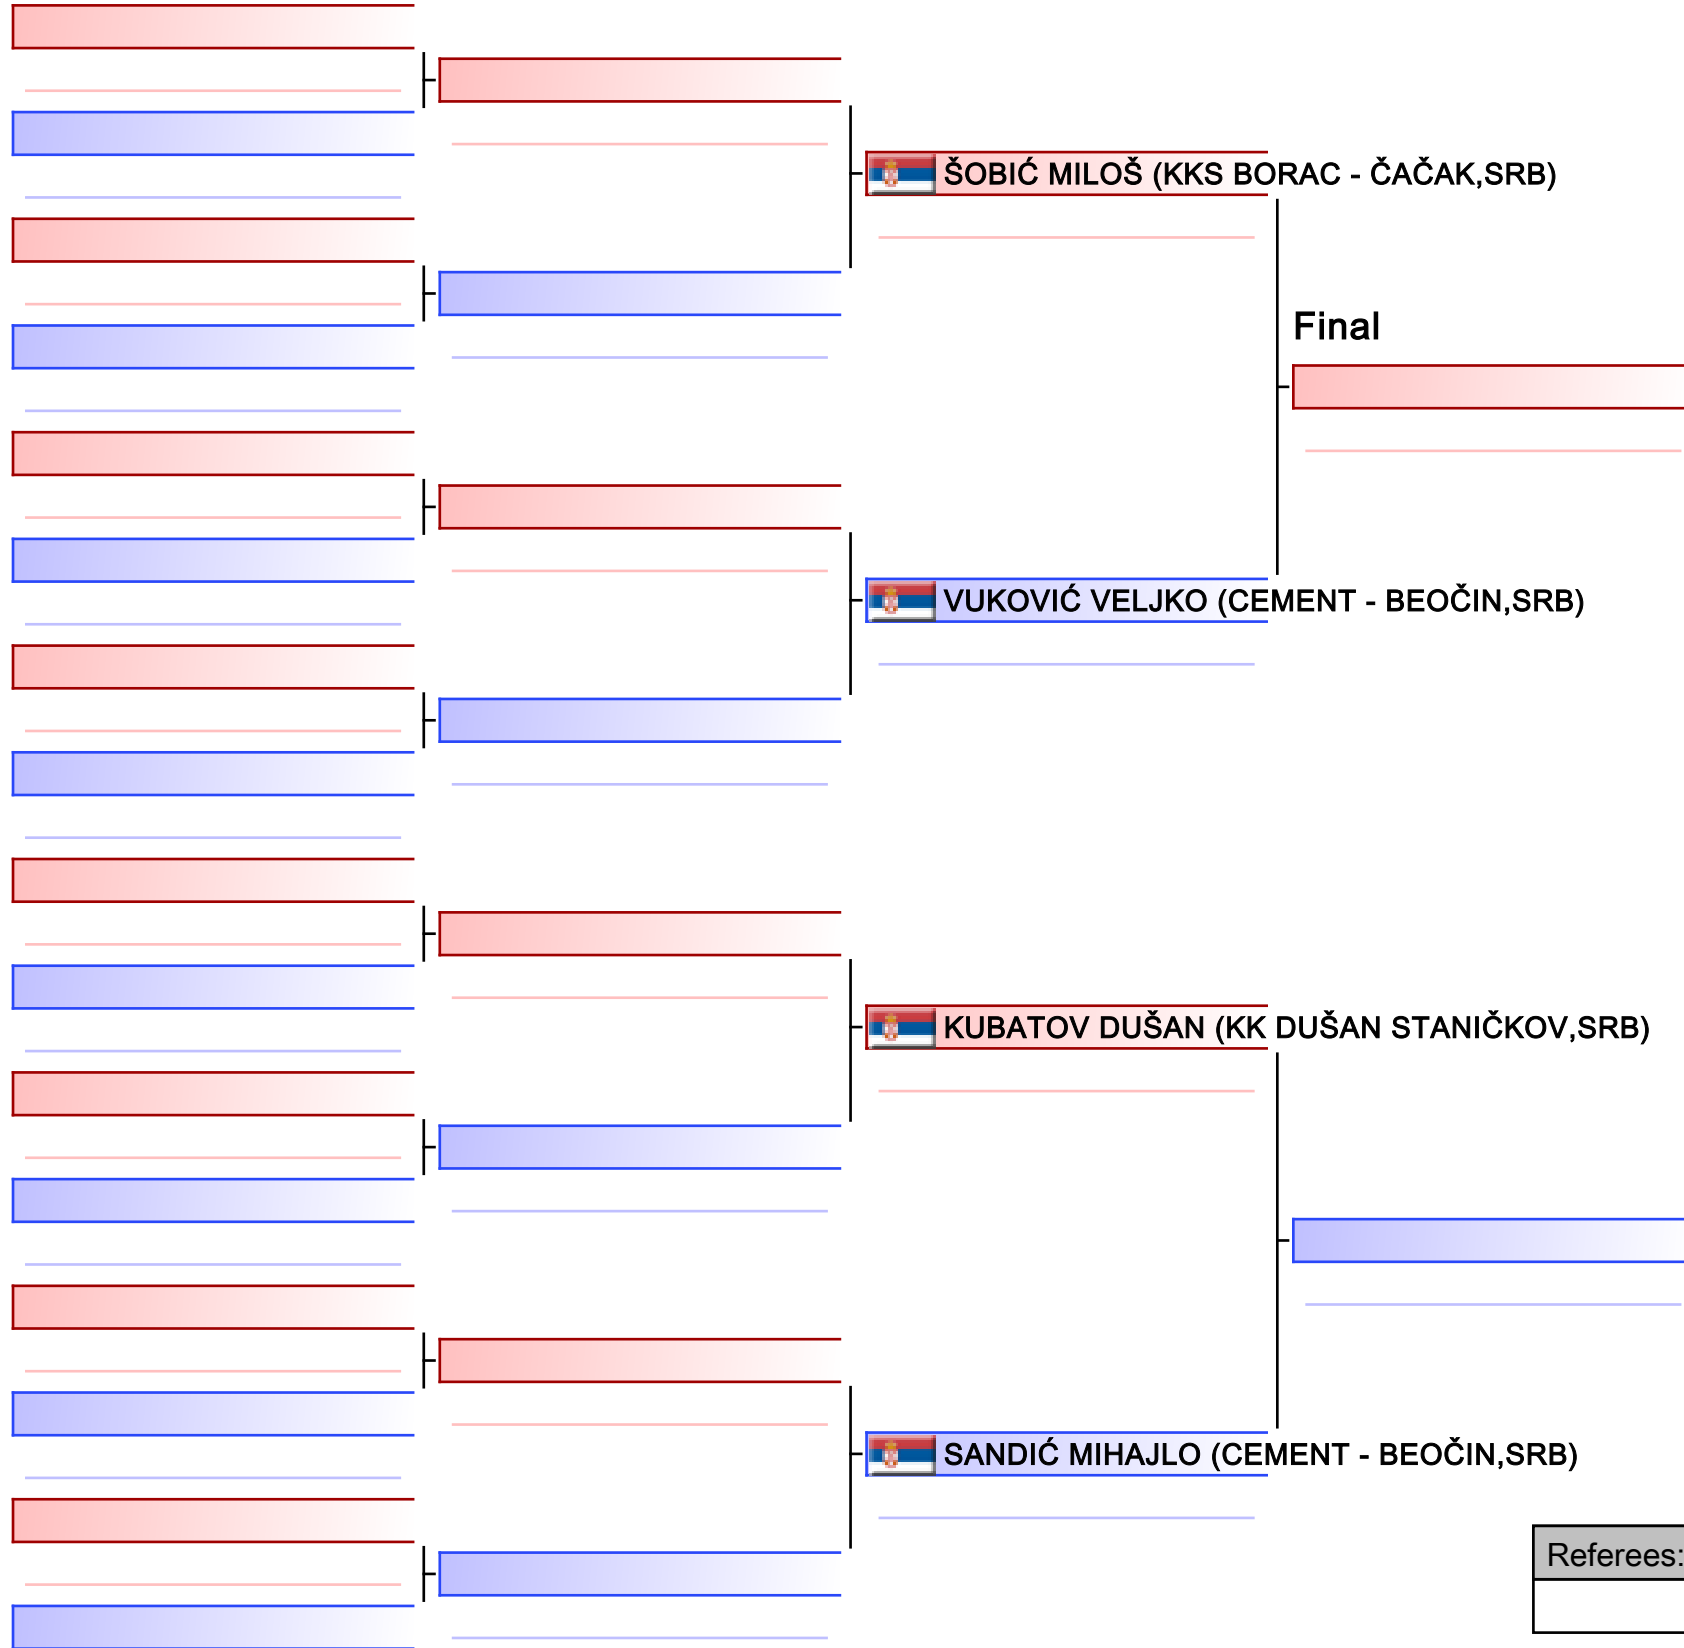 ŠOBIĆ MILOŠ (KKS BORAC - ČAČAK,SRB)
Final
VUKOVIĆ VELJKO (CEMENT - BEOČIN,SRB)
KUBATOV DUŠAN (KK DUŠAN STANIČKOV,SRB)
SANDIĆ MIHAJLO (CEMENT - BEOČIN,SRB)
Referees: